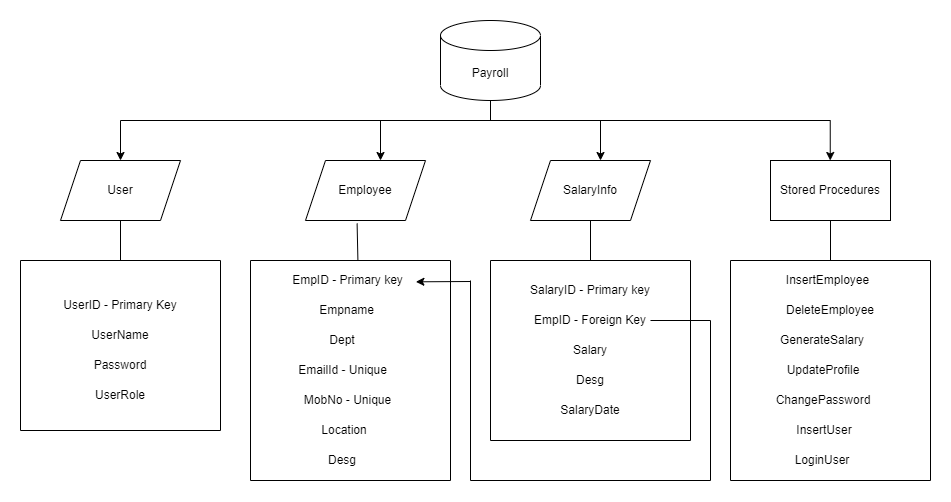 Payroll
User
Employee
SalaryInfo
Stored Procedures
UserID - Primary Key
UserName
Password
UserRole
EmpID - Primary key
Empname
Dept
EmailId - Unique
MobNo - Unique
Location
Desg
SalaryID - Primary key
EmpID - Foreign Key
Salary
Desg
SalaryDate
InsertEmployee
DeleteEmployee
GenerateSalary
UpdateProfile
ChangePassword
InsertUser
LoginUser